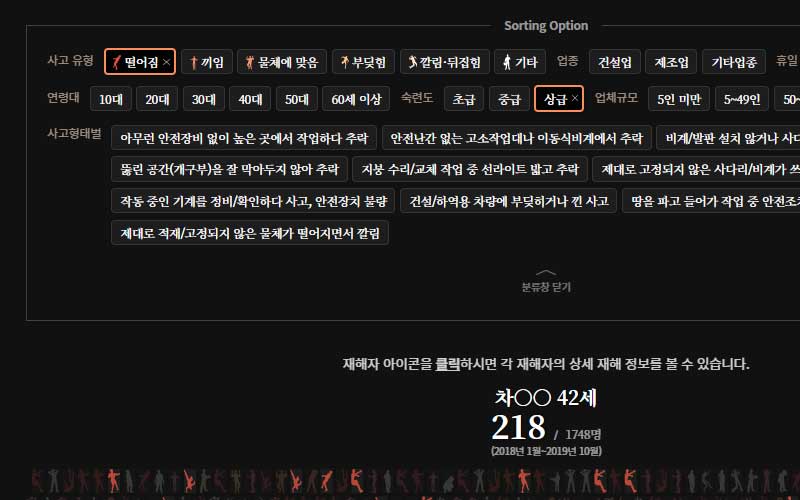 Sorting Option
사고 유형 떨어짐 × 끼임 물체에 맞음 부딪힘 깔림·뒤집힘 기타 업종 건설업 제조업 기타업종 휴일
연령대 10대 20대 30대 40대 50대 60세 이상 숙련도 초급 중급 상급 × 업체규모 5인 미만 5~49인 50~
사고형태별 아무런 안전장비 없이 높은 곳에서 작업하다 추락 안전난간 없는 고소작업대나 이동식비계에서 추락 비계/발판 설치 않거나
뚫린 공간(개구부)을 잘 막아두지 않아 추락 지붕 수리/교체 작업 중 선라이트 밟고 추락 제대로 고정되지 않은 사다리/비계가
작동 중인 기계를 정비/확인하다 사고, 안전장치 불량 건설/하역용 차량에 부딪히거나 낀 사고 땅을 파고 들어가 작업 중
제대로 적재/고정되지 않은 물체가 떨어지면서 깔림
분류창 닫기
재해자 아이콘을 클릭하시면 각 재해자의 상세 재해 정보를 볼 수 있습니다.
차○○ 42세
218 / 1748명
(2018년 1월~2019년 10월)